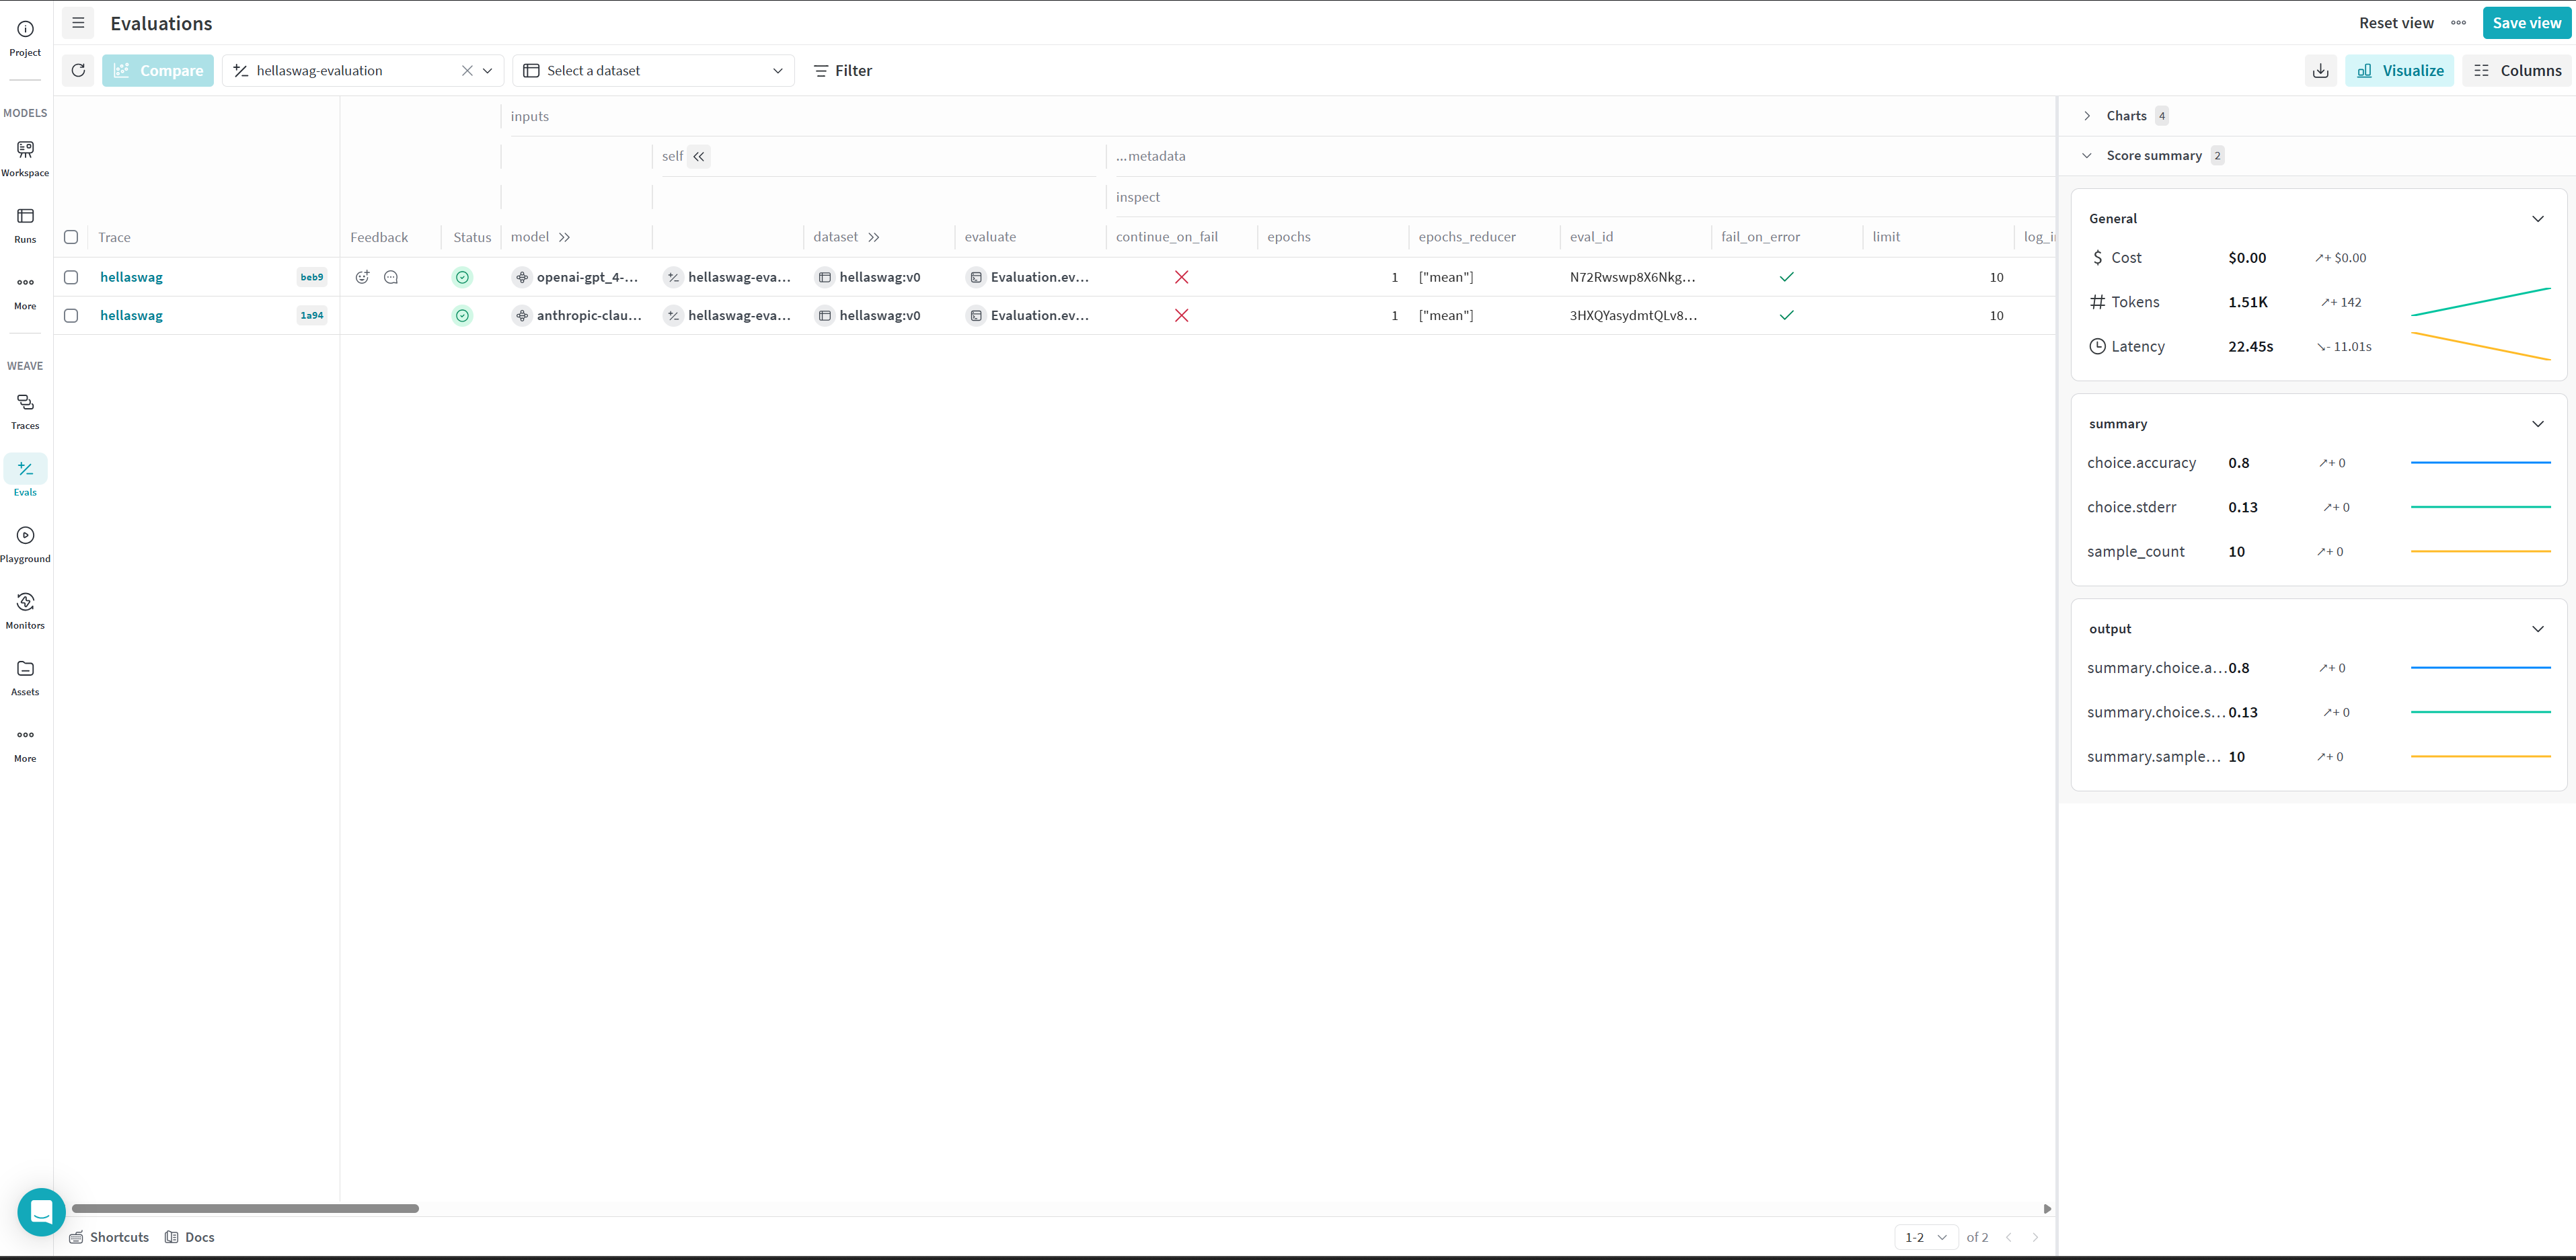 Project
MODELS
Workspace
Runs
More
WEAVE
Traces
Evals
Playground
Monitors
Assets
More
Evaluations
Reset view
Save view
Compare
hellaswag-evaluation
Select a dataset
Filter
Visualize
Columns
inputs
self
...metadata
inspect
Trace Feedback Status model dataset evaluate continue_on_fail epochs epochs_reducer eval_id fail_on_error limit
hellaswag beb9 openai-gpt_4-... hellaswag-eva... hellaswag:v0 Evaluation.ev... 1 ["mean"] N72Rwswp8X6Nkg... 10
hellaswag 1a94 anthropic-clau... hellaswag-eva... hellaswag:v0 Evaluation.ev... 1 ["mean"] 3HXQYasydmtQLv8... 10
Charts 4
Score summary 2
General
$ Cost $0.00 ↗+ $0.00
# Tokens 1.51K ↗+ 142
Latency 22.45s ↘- 11.01s
summary
choice.accuracy 0.8 ↗+ 0
choice.stderr 0.13 ↗+ 0
sample_count 10 ↗+ 0
output
summary.choice.a... 0.8 ↗+ 0
summary.choice.s... 0.13 ↗+ 0
summary.sample... 10 ↗+ 0
Shortcuts
Docs
1-2 of 2